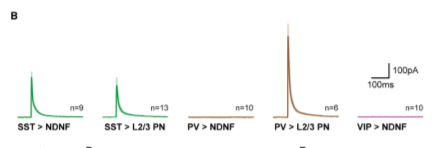 B
100pA
100ms
n=9
n=13
n=10
n=6
n=10
SST > NDNF
SST > L2/3 PN
PV > NDNF
PV > L2/3 PN
VIP > NDNF